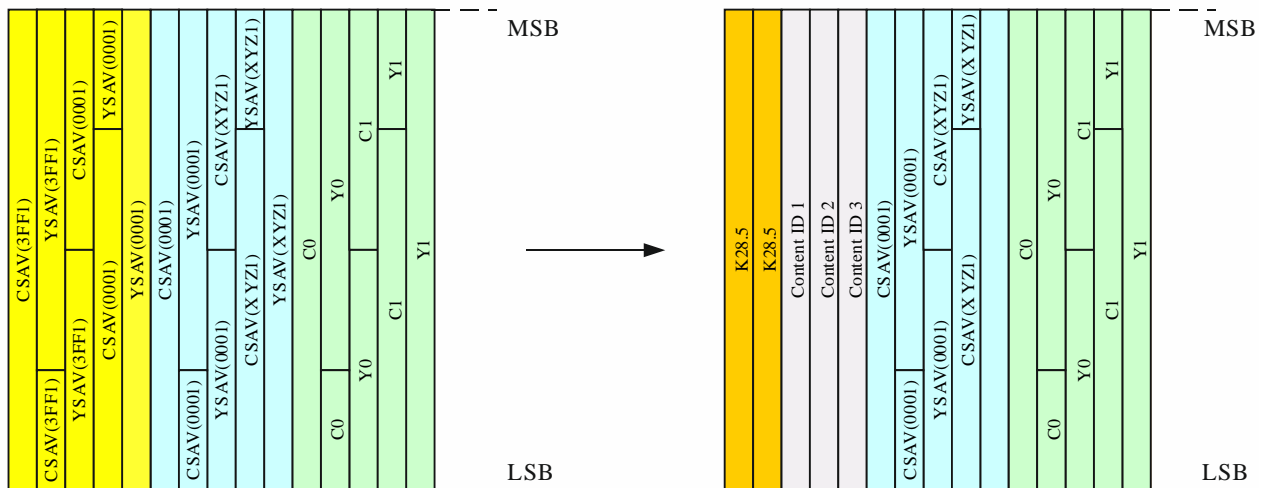 CSAV(3FF1)
YSAV(3FF1)
CSAV(3FF1)
CSAV(0001)
YSAV(3FF1)
YSAV(0001)
CSAV(0001)
YSAV(0001)
CSAV(0001)
YSAV(0001)
CSAV(0001)
CSAV(XYZ1)
YSAV(0001)
YSAV(XYZ1)
CSAV(XYZ1)
YSAV(XYZ1)
C0
Y0
C0
C1
Y0
Y1
C1
Y1
MSB
LSB
K28.5
K28.5
Content ID 1
Content ID 2
Content ID 3
CSAV(0001)
YSAV(0001)
CSAV(0001)
CSAV(XYZ1)
YSAV(0001)
YSAV(XYZ1)
CSAV(XYZ1)
C0
Y0
C0
C1
Y0
Y1
C1
Y1
MSB
LSB